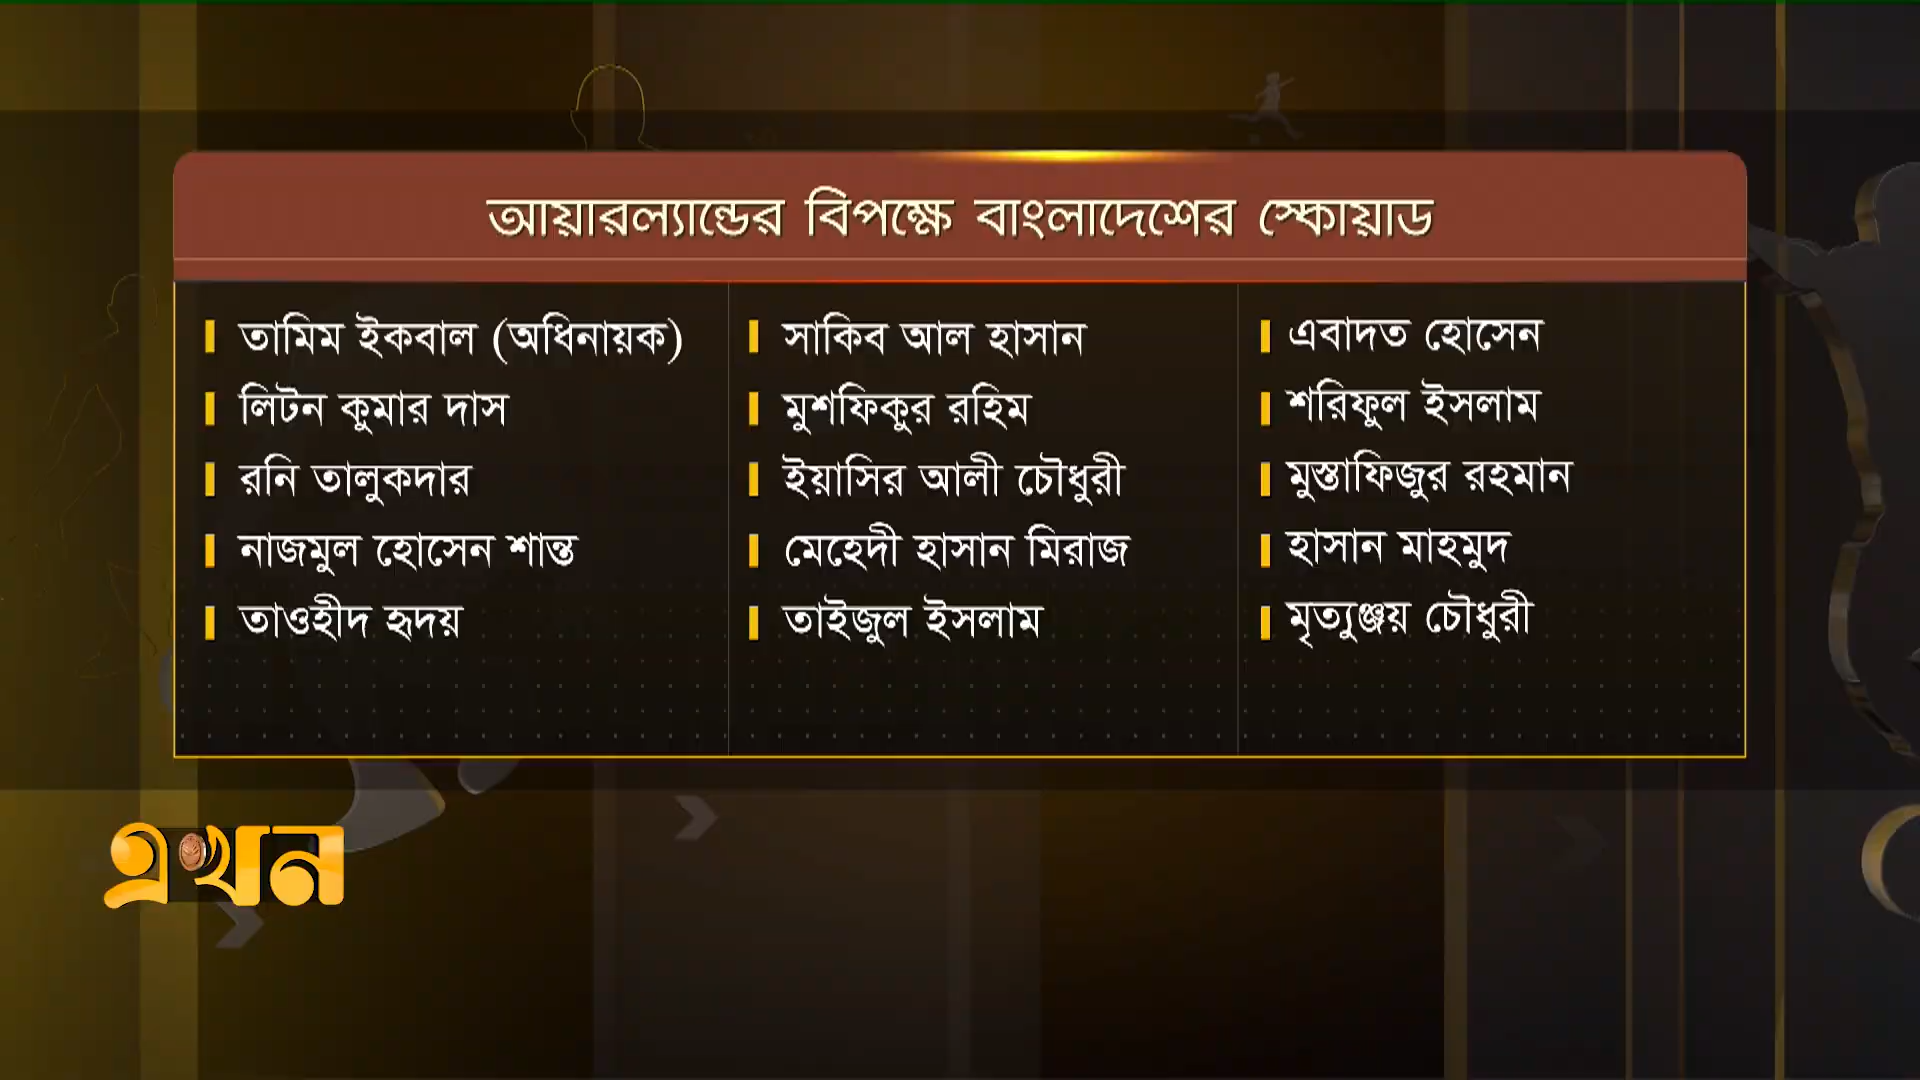 আয়ারল্যান্ডের বিপক্ষে বাংলাদেশের স্কোয়াড
তামিম ইকবাল (অধিনায়ক)
লিটন কুমার দাস
রনি তালুকদার
নাজমুল হোসেন শান্ত
তাওহীদ হৃদয়
সাকিব আল হাসান
মুশফিকুর রহিম
ইয়াসির আলী চৌধুরী
মেহেদী হাসান মিরাজ
তাইজুল ইসলাম
এবাদত হোসেন
শরিফুল ইসলাম
মুস্তাফিজুর রহমান
হাসান মাহমুদ
মৃত্যুঞ্জয় চৌধুরী
এখন